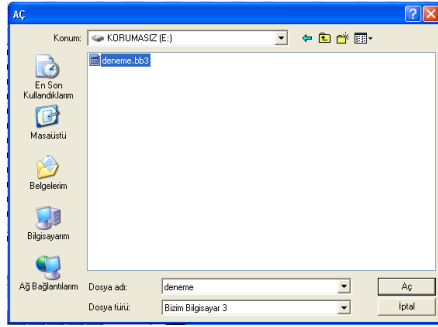 AÇ
Konum: KORUMASIZ (E:)
deneme.bb3
En Son
Kullandıklarım
Masaüstü
Belgelerim
Bilgisayarım
Ağ Bağlantılarım
Dosya adı: deneme Aç
Dosya türü: Bizim Bilgisayar 3 İptal